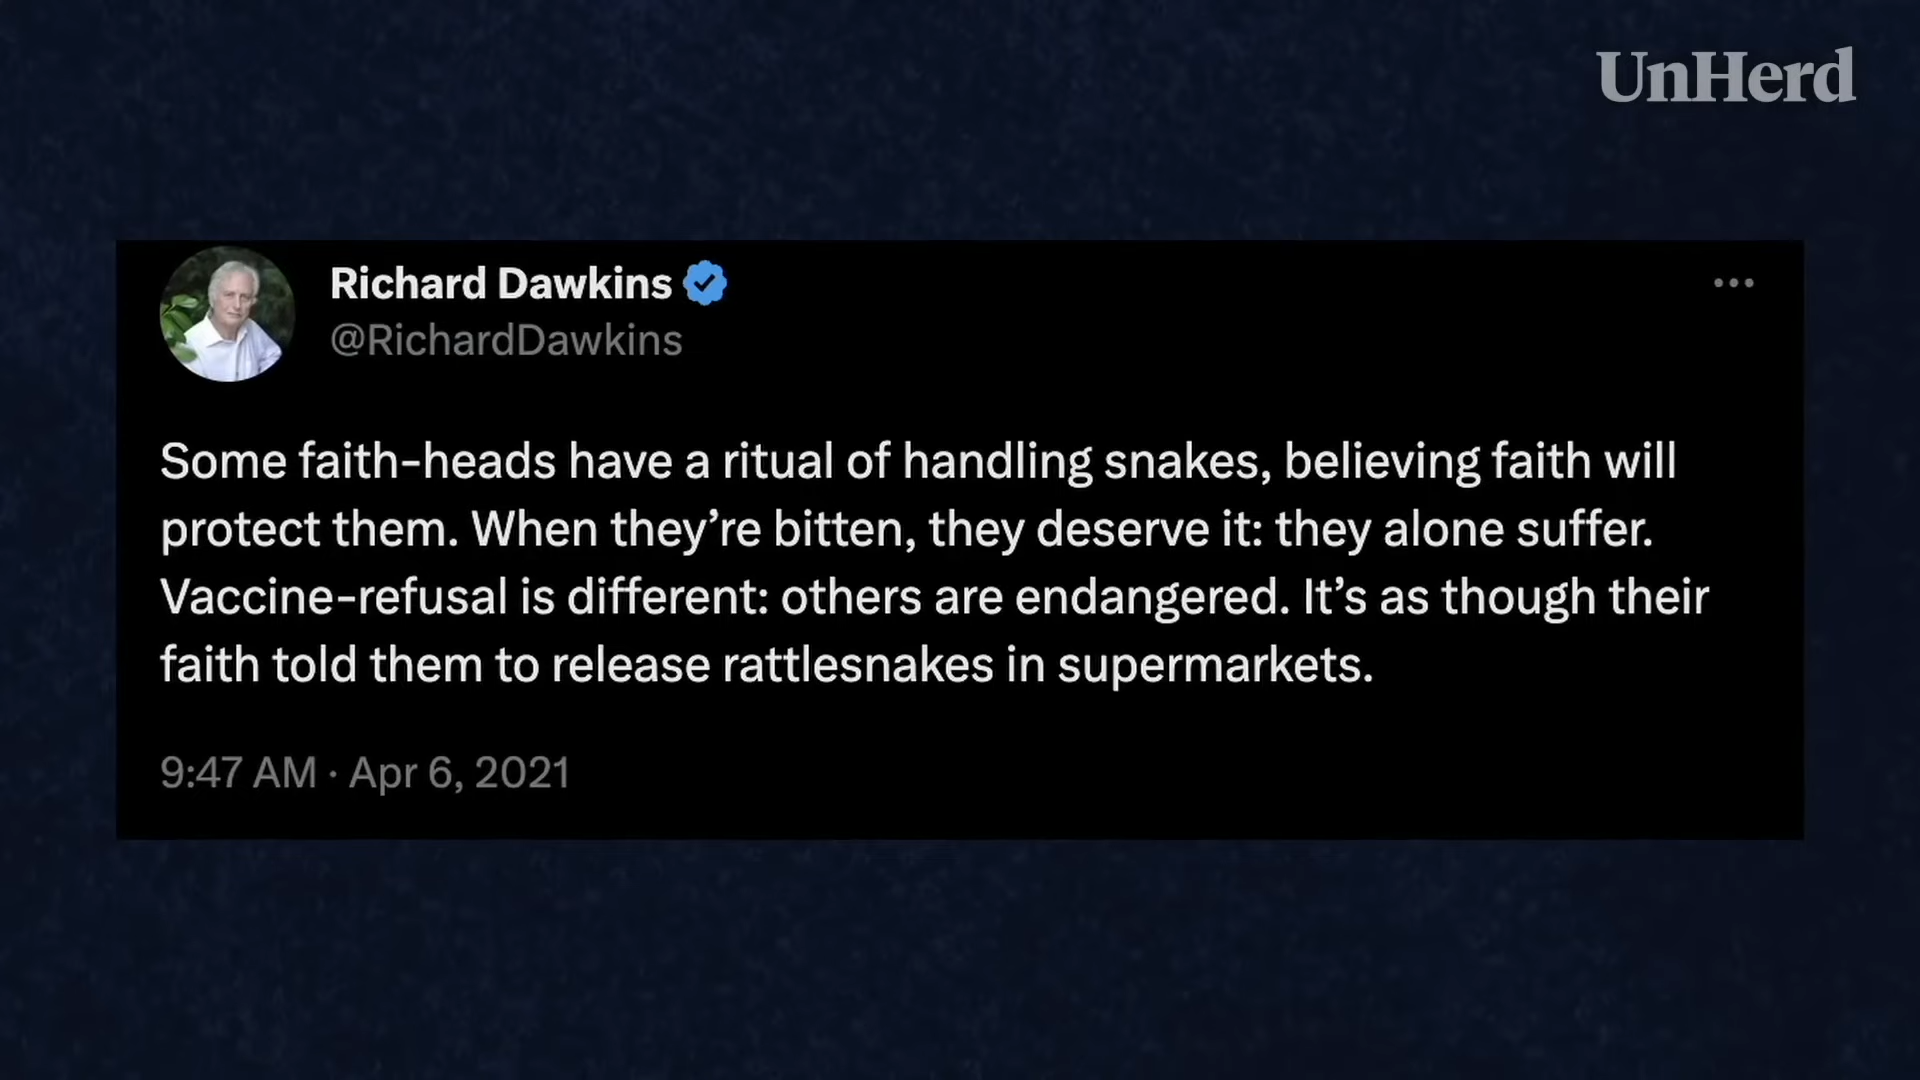 UnHerd
Richard Dawkins
@RichardDawkins
Some faith-heads have a ritual of handling snakes, believing faith will
protect them. When they’re bitten, they deserve it: they alone suffer.
Vaccine-refusal is different: others are endangered. It’s as though their
faith told them to release rattlesnakes in supermarkets.
9:47 AM · Apr 6, 2021